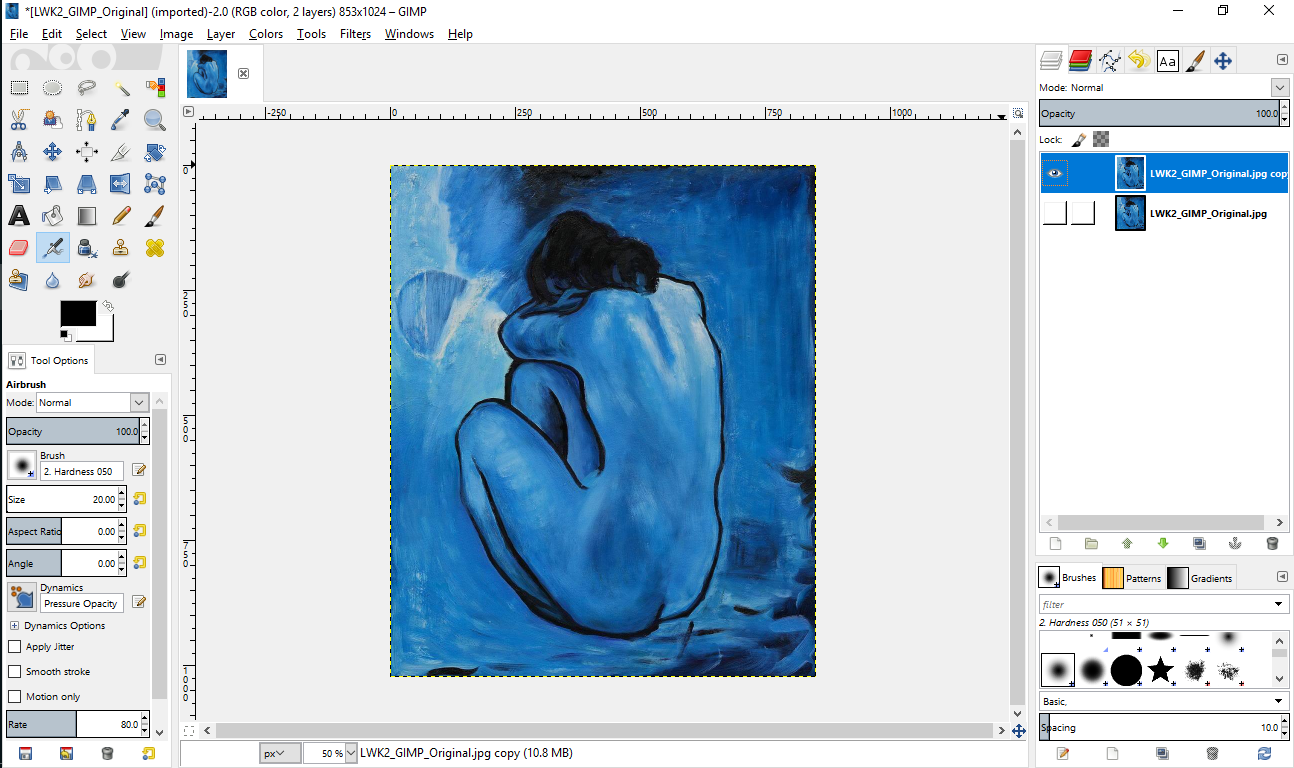 *[LWK2_GIMP_Original] (imported)-2.0 (RGB color, 2 layers) 853x1024 – GIMP
File Edit Select View Image Layer Colors Tools Filters Windows Help
-250 0 250 500 750 1000
0
250
500
750
1000
Tool Options
Airbrush
Mode: Normal
Opacity 100.0
Brush
2. Hardness 050
Size 20.00
Aspect Ratio 0.00
Angle 0.00
Dynamics
Pressure Opacity
Dynamics Options
Apply Jitter
Smooth stroke
Motion only
Rate 80.0
px 50 % LWK2_GIMP_Original.jpg copy (10.8 MB)
Aa
Mode: Normal
Opacity 100.0
Lock:
LWK2_GIMP_Original.jpg copy
LWK2_GIMP_Original.jpg
Brushes Patterns Gradients
filter
2. Hardness 050 (51 × 51)
Basic,
Spacing 10.0